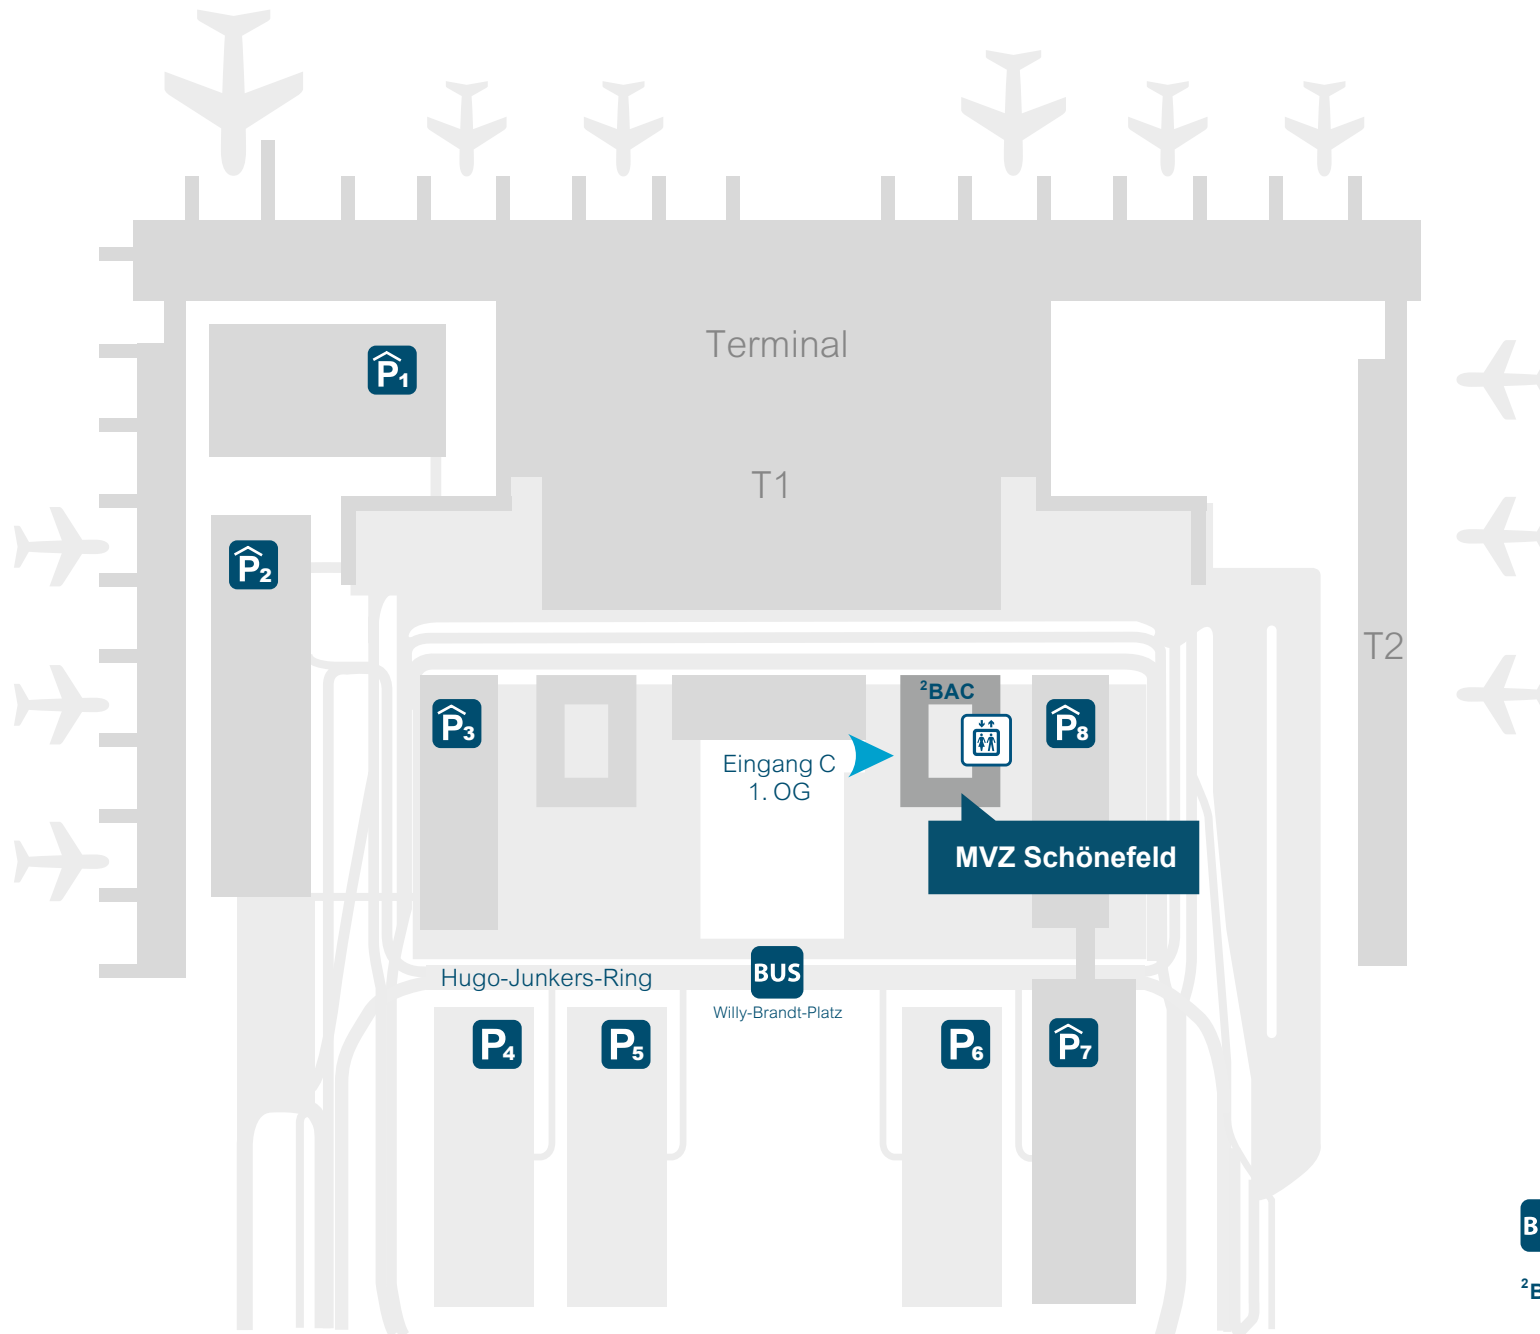 Terminal
P1
T1
P2
T2
²BAC
P3
P8
Eingang C
1. OG
MVZ Schönefeld
BUS
Hugo-Junkers-Ring
Willy-Brandt-Platz
P4
P5
P6
P7